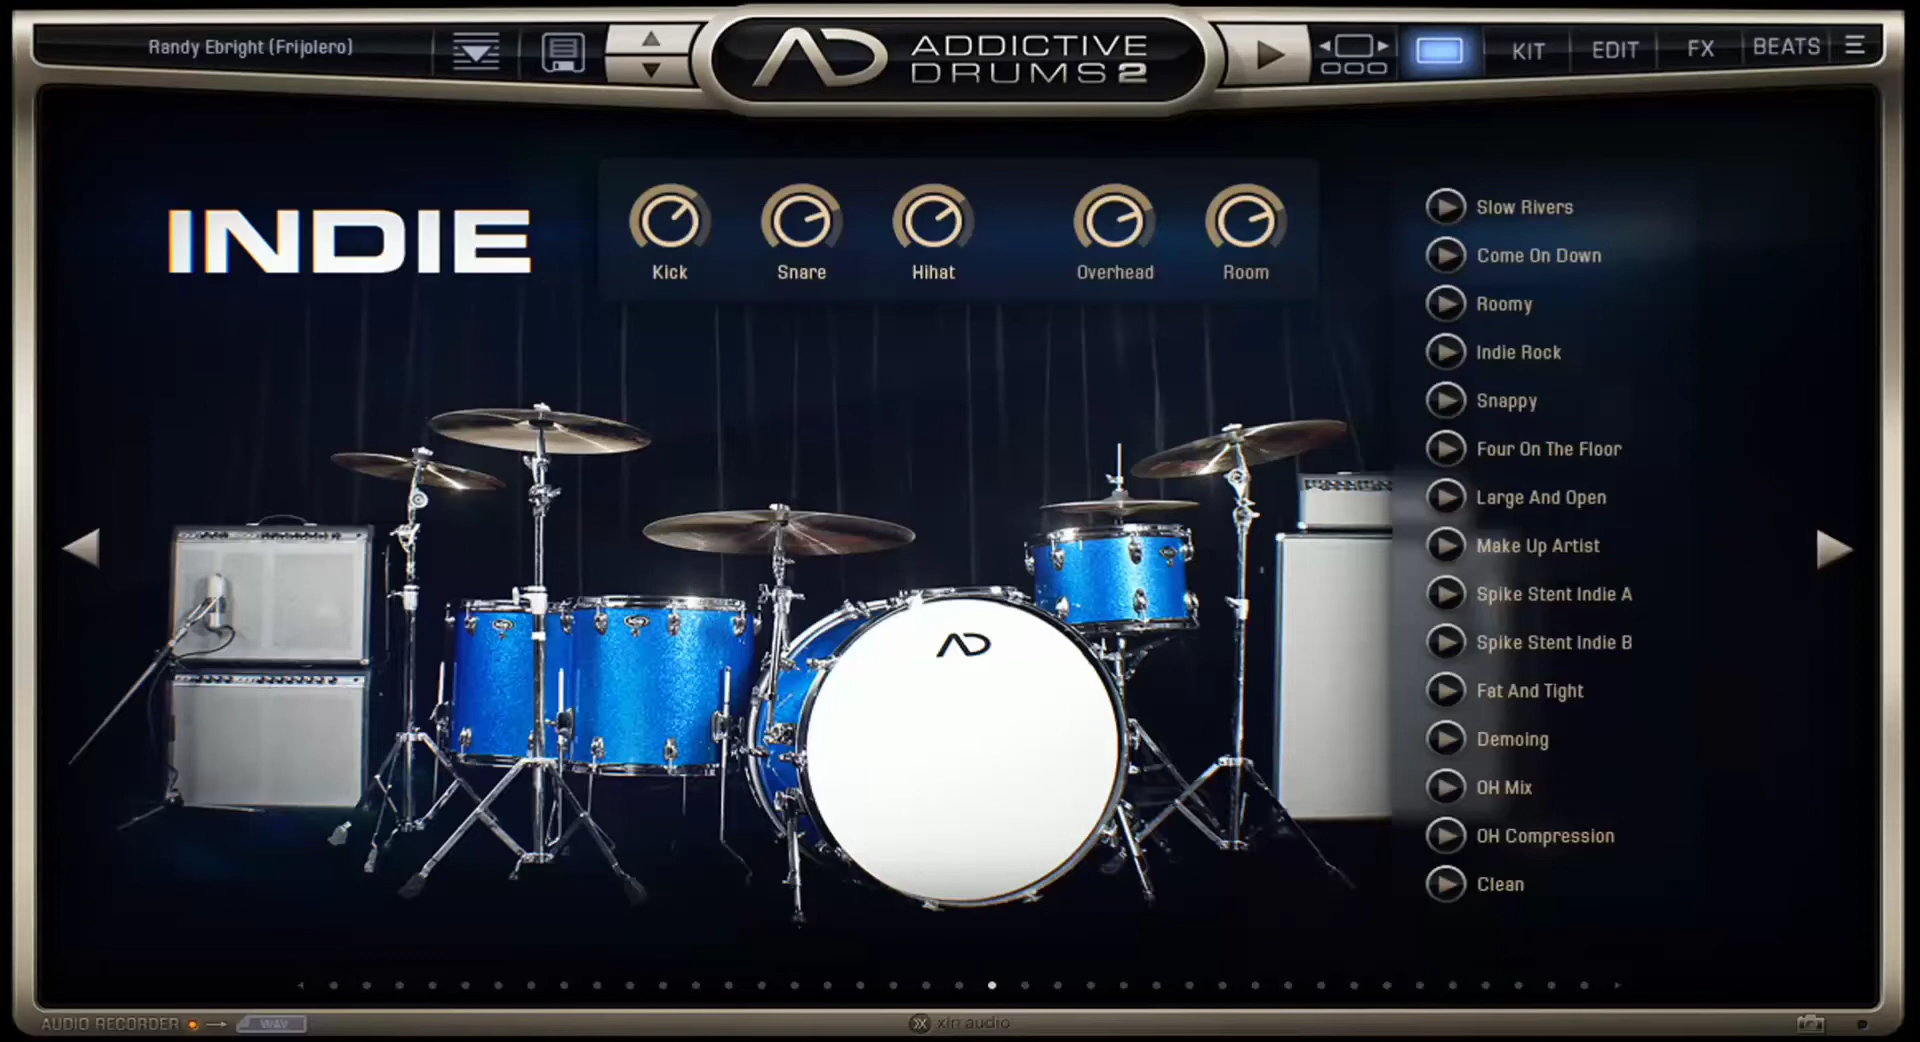 Randy Ebright (Frijolero)
ADDICTIVE
DRUMS 2
KIT
EDIT
FX
BEATS
INDIE
Kick
Snare
Hihat
Overhead
Room
Slow Rivers
Come On Down
Roomy
Indie Rock
Snappy
Four On The Floor
Large And Open
Make Up Artist
Spike Stent Indie A
Spike Stent Indie B
Fat And Tight
Demoing
OH Mix
OH Compression
Clean
AD
AUDIO RECORDER
WAV
xln audio